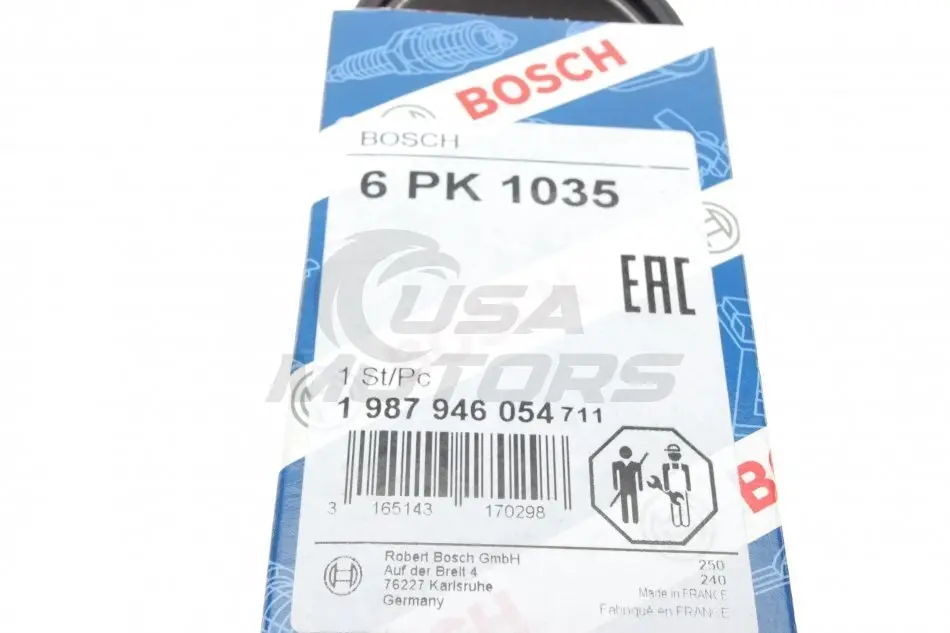 BOSCH
BOSCH
6 PK 1035
EAC
USA
MOTORS
1 St/Pc
1 987 946 054 711
3 165143 170298
Robert Bosch GmbH
Auf der Breit 4
76227 Karlsruhe
Germany
250
240
Made in FRANCE
Fabriqué en FRANCE
BOSCH